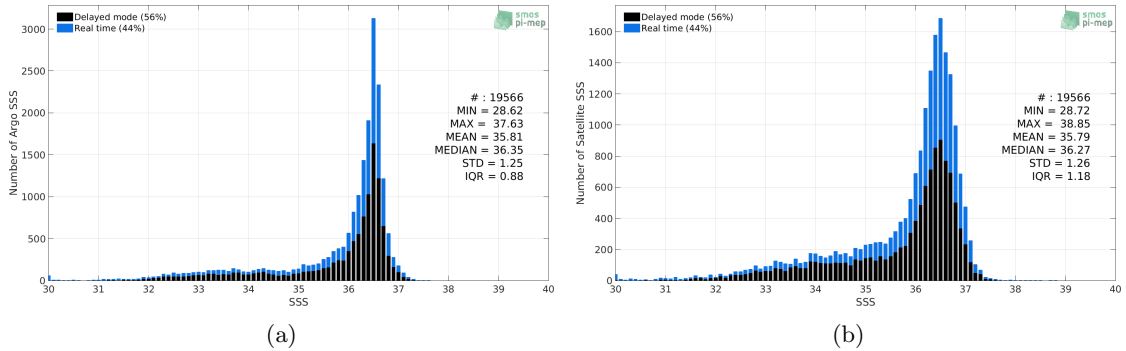 Delayed mode (56%)
Real time (44%)
smos
pi-mep
3000
2500
2000
1500
1000
500
0
Number of Argo SSS
# : 19566
MIN = 28.62
MAX = 37.63
MEAN = 35.81
MEDIAN = 36.35
STD = 1.25
IQR = 0.88
30 31 32 33 34 35 36 37 38 39 40
SSS
(a)
Delayed mode (56%)
Real time (44%)
smos
pi-mep
1600
1400
1200
1000
800
600
400
200
0
Number of Satellite SSS
# : 19566
MIN = 28.72
MAX = 38.85
MEAN = 35.79
MEDIAN = 36.27
STD = 1.26
IQR = 1.18
30 31 32 33 34 35 36 37 38 39 40
SSS
(b)